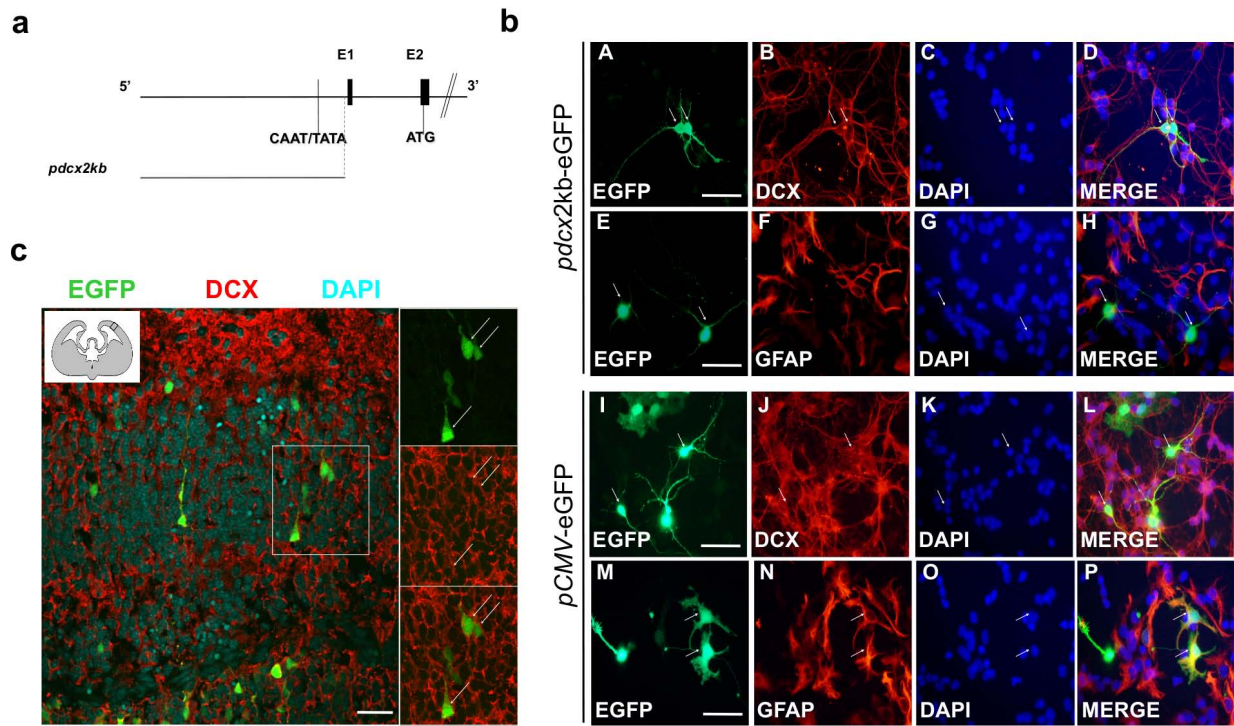 a
E1 E2
5' 3'
CAAT/TATA ATG
pdcx2kb
b
pdcx2kb-eGFP
A B C D
EGFP DCX DAPI MERGE
E F G H
EGFP GFAP DAPI MERGE
pCMV-eGFP
I J K L
EGFP DCX DAPI MERGE
M N O P
EGFP GFAP DAPI MERGE
c
EGFP DCX DAPI